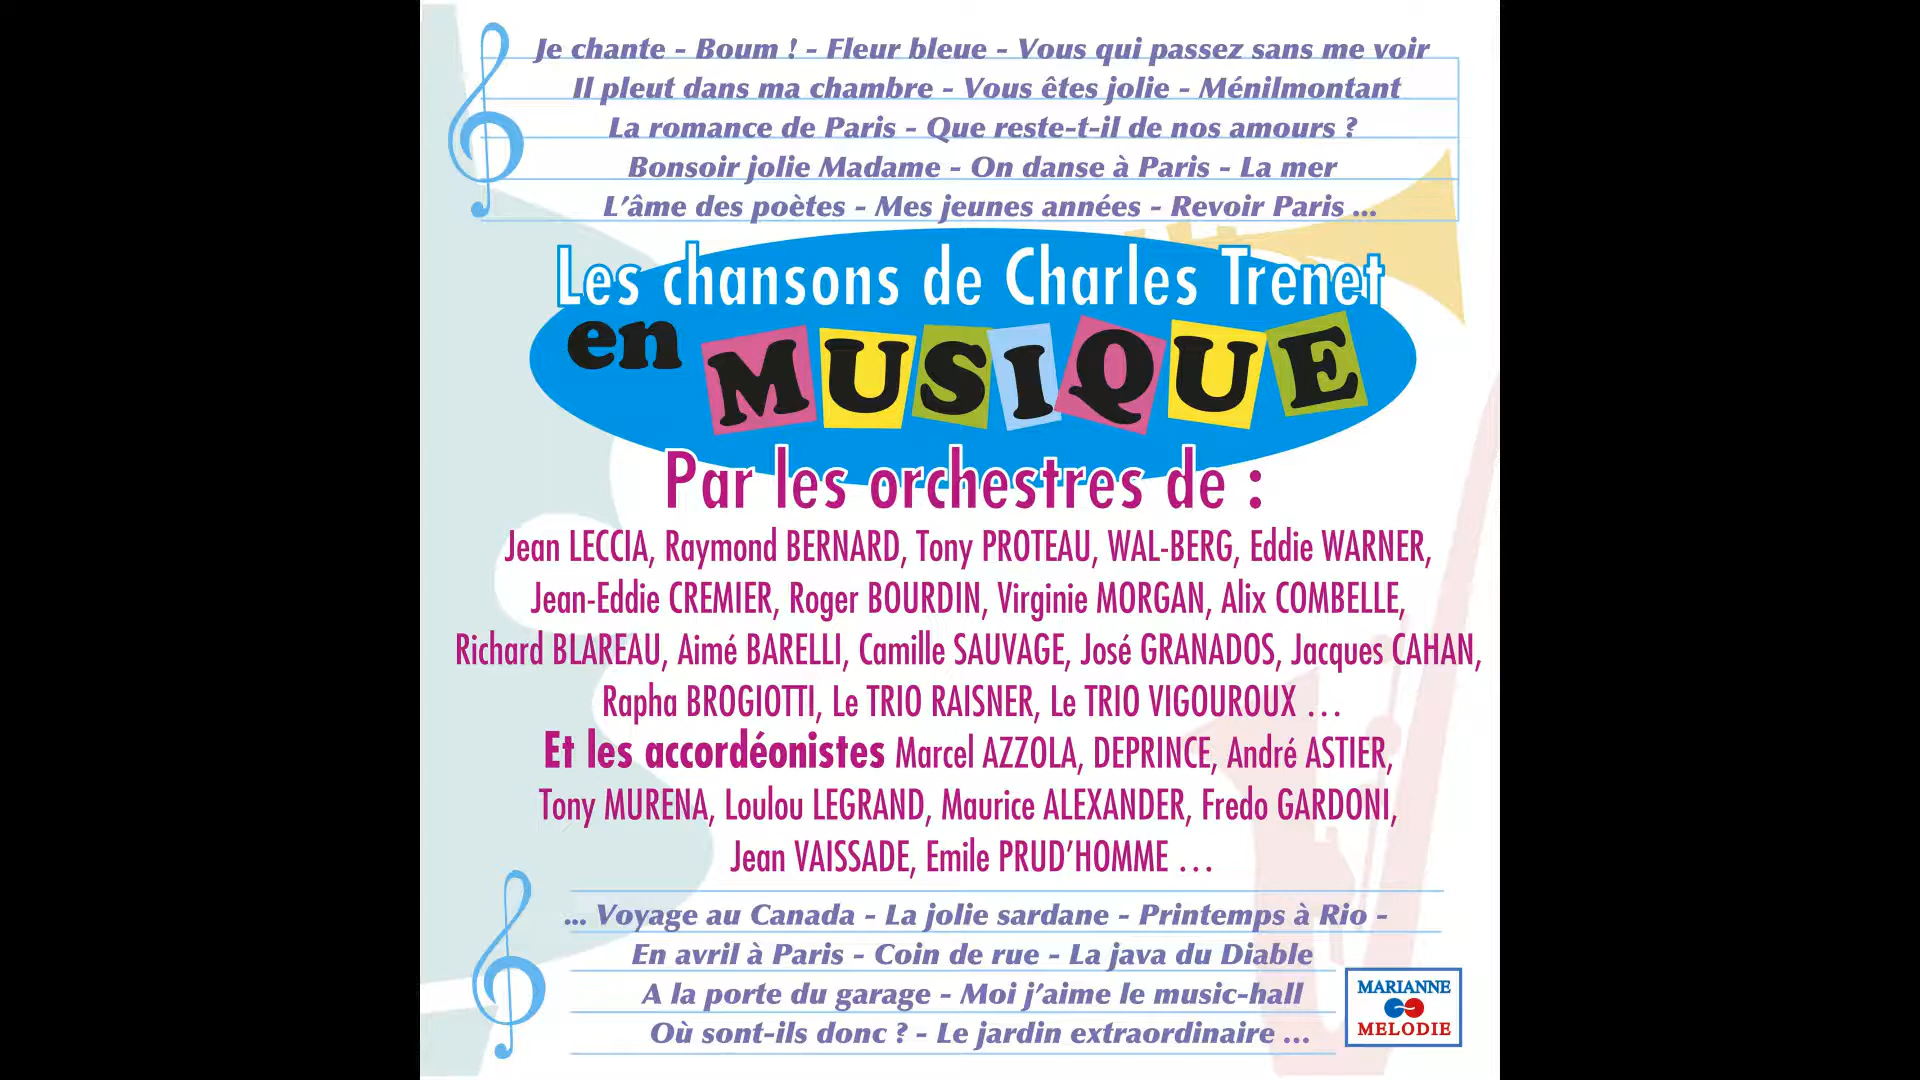 Je chante - Boum ! - Fleur bleue - Vous qui passez sans me voir
Il pleut dans ma chambre - Vous êtes jolie - Ménilmontant
La romance de Paris - Que reste-t-il de nos amours ?
Bonsoir jolie Madame - On danse à Paris - La mer
L'âme des poètes - Mes jeunes années - Revoir Paris ...
Les chansons de Charles Trenet
en MUSIQUE
Par les orchestres de :
Jean LECCIA, Raymond BERNARD, Tony PROTEAU, WAL-BERG, Eddie WARNER,
Jean-Eddie CREMIER, Roger BOURDIN, Virginie MORGAN, Alix COMBELLE,
Richard BLAREAU, Aimé BARELLI, Camille SAUVAGE, José GRANADOS, Jacques CAHAN,
Rapha BROGIOTTI, Le TRIO RAISNER, Le TRIO VIGOUROUX ...
Et les accordéonistes Marcel AZZOLA, DEPRINCE, André ASTIER,
Tony MURENA, Loulou LEGRAND, Maurice ALEXANDER, Fredo GARDONI,
Jean VAISSADE, Emile PRUD'HOMME ...
... Voyage au Canada - La jolie sardane - Printemps à Rio -
En avril à Paris - Coin de rue - La java du Diable
A la porte du garage - Moi j'aime le music-hall
Où sont-ils donc ? - Le jardin extraordinaire ...
MARIANNE
MELODIE